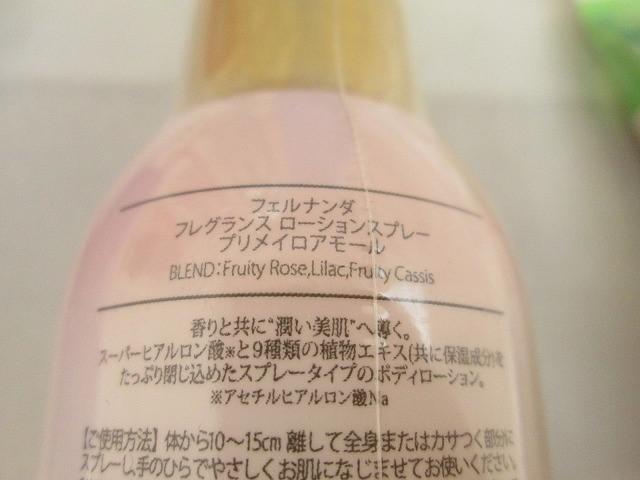 フェルナンダ
フレグランス ローションスプレー
プリメイロアモール
BLEND:Fruity Rose,Lilac,Fruity Cassis
香りと共に"潤い美肌"へ導く。
スーパーヒアルロン酸※と9種類の植物エキス(共に保湿成分)を
たっぷり閉じ込めたスプレータイプのボディローション。
※アセチルヒアルロン酸Na
【ご使用方法】体から10〜15cm 離して全身またはカサつく部分に
スプレーし、手のひらでやさしくお肌になじませてお使いください。